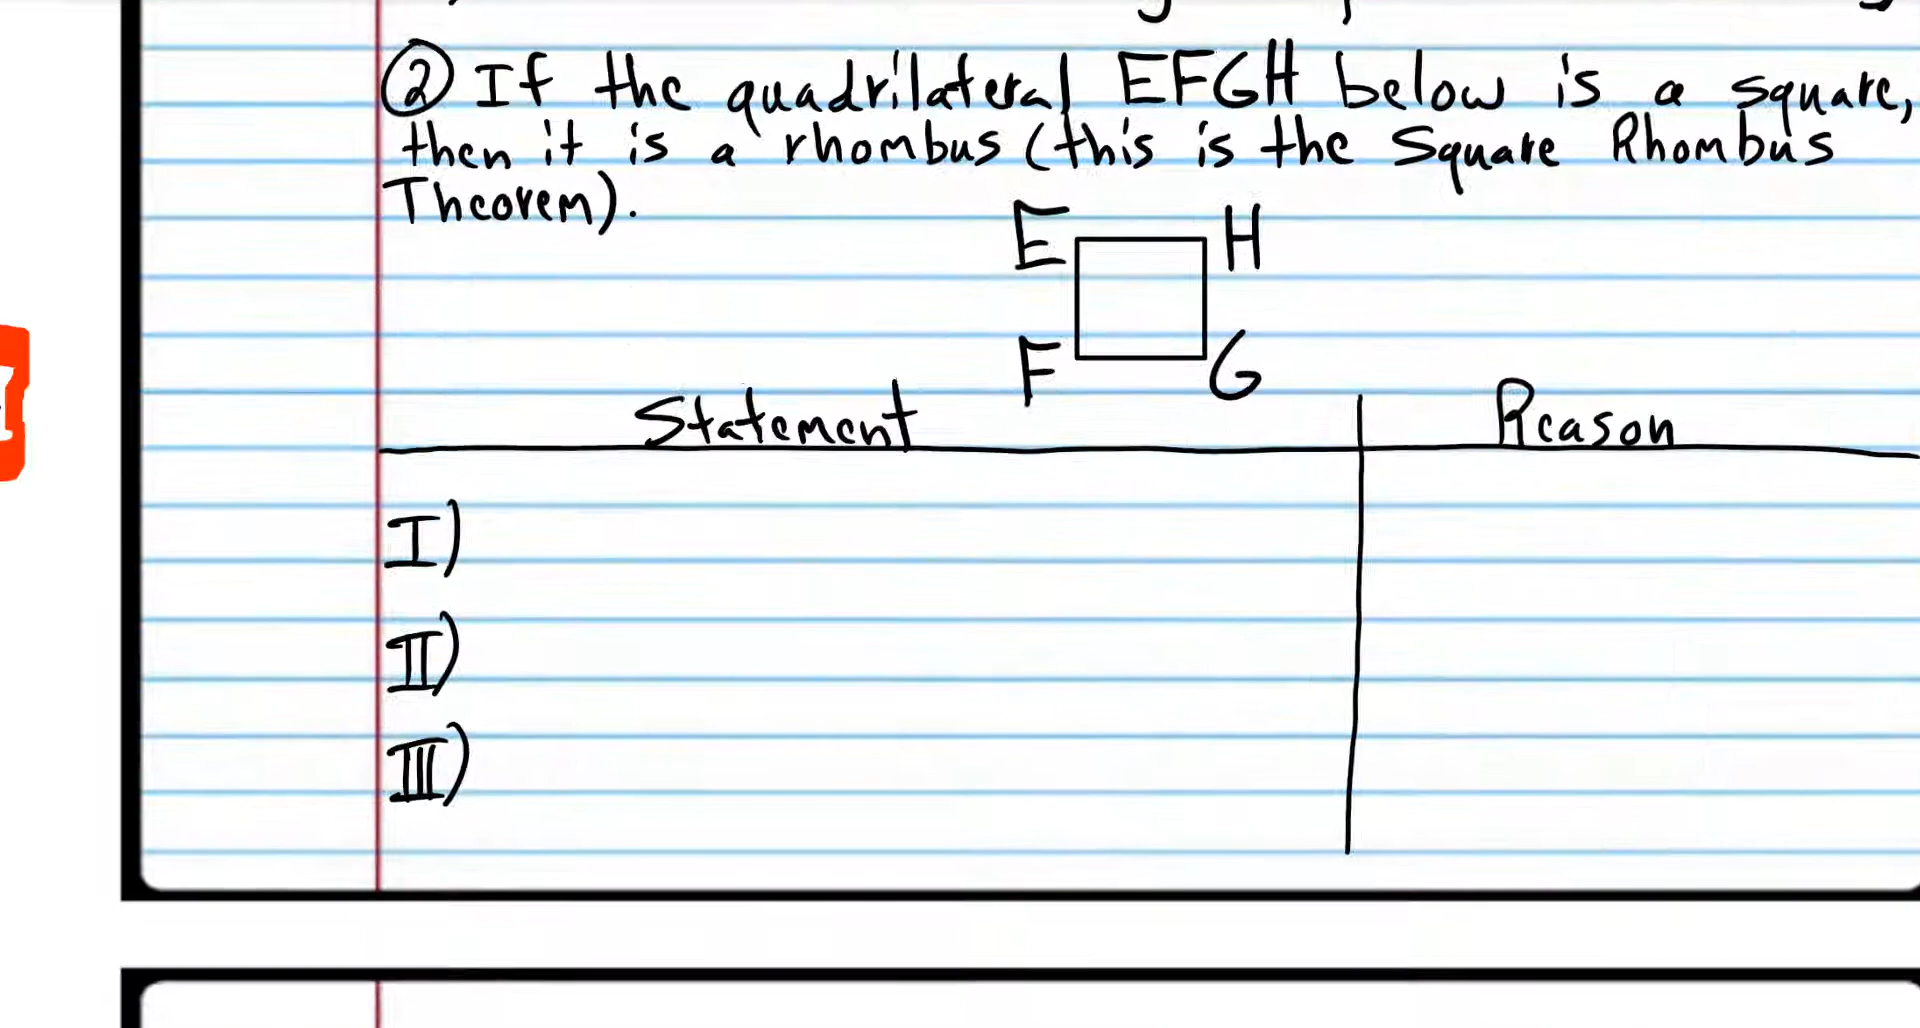 ② If the quadrilateral EFGH below is a square,
then it is a rhombus (this is the Square Rhombus
Theorem).
E H
F G
Statement Reason
I)
II)
III)